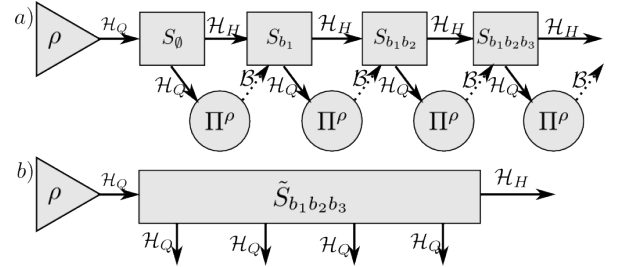 a) ρ ℋ_Q S_∅ ℋ_H S_{b_1} ℋ_H S_{b_1b_2} ℋ_H S_{b_1b_2b_3} ℋ_H
ℋ_Q ℬ ℋ_Q ℬ ℋ_Q ℬ ℋ_Q ℬ
Π^ρ Π^ρ Π^ρ Π^ρ
b) ρ ℋ_Q S̃_{b_1b_2b_3} ℋ_H
ℋ_Q ℋ_Q ℋ_Q ℋ_Q